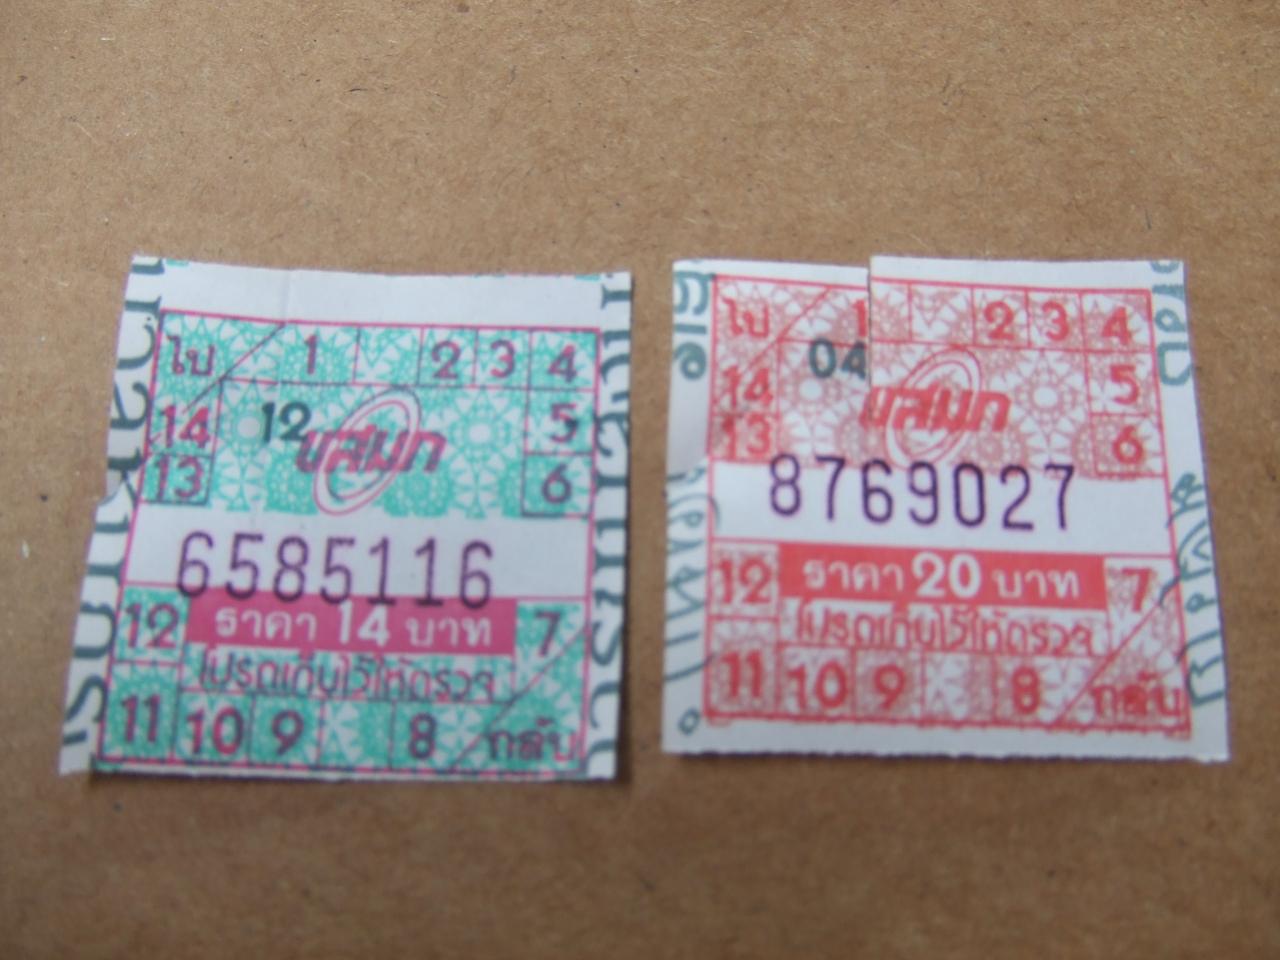 ไป 1 2 3 4
14 12 ขสมก 5
13 6
6585116
12 ราคา 14 บาท 7
โปรดเก็บไว้ให้ตรวจ
11 10 9 8 กลับ
ไป 1 2 3 4
14 04 ขสมก 5
13 6
8769027
12 ราคา 20 บาท 7
โปรดเก็บไว้ให้ตรวจ
11 10 9 8 กลับ